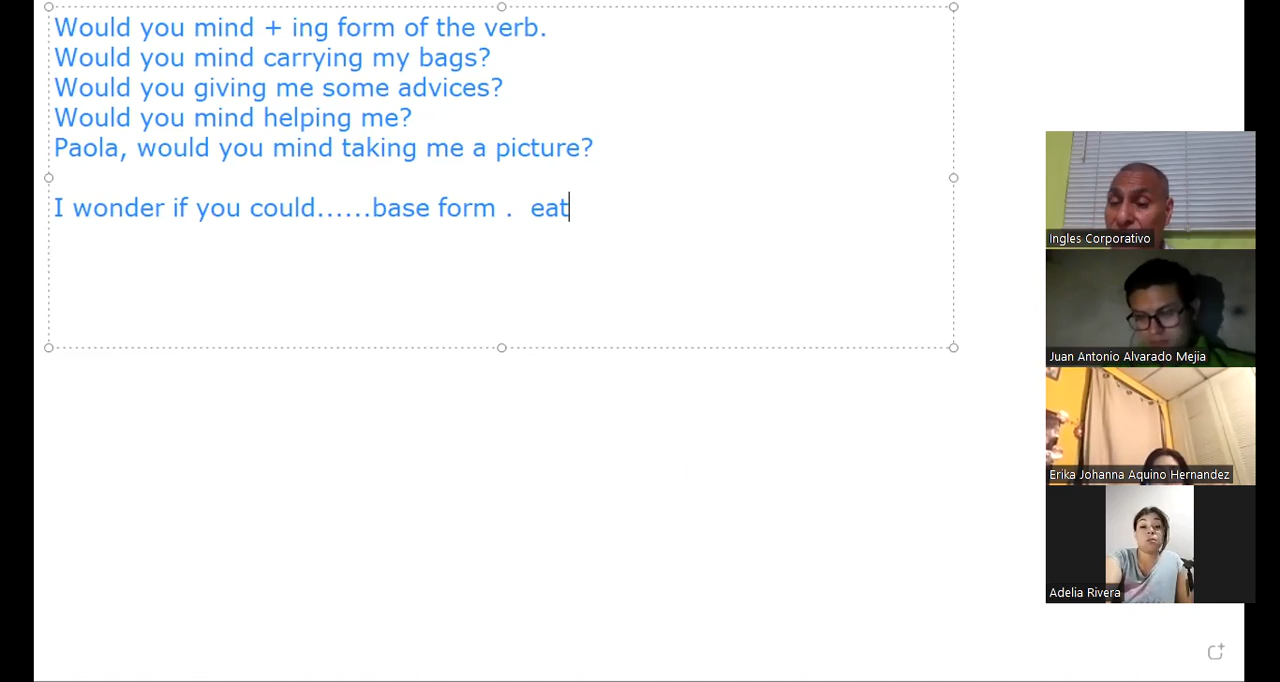 Would you mind + ing form of the verb.
Would you mind carrying my bags?
Would you giving me some advices?
Would you mind helping me?
Paola, would you mind taking me a picture?
I wonder if you could......base form .  eat
Ingles Corporativo
Juan Antonio Alvarado Mejia
Erika Johanna Aquino Hernandez
Adelia Rivera